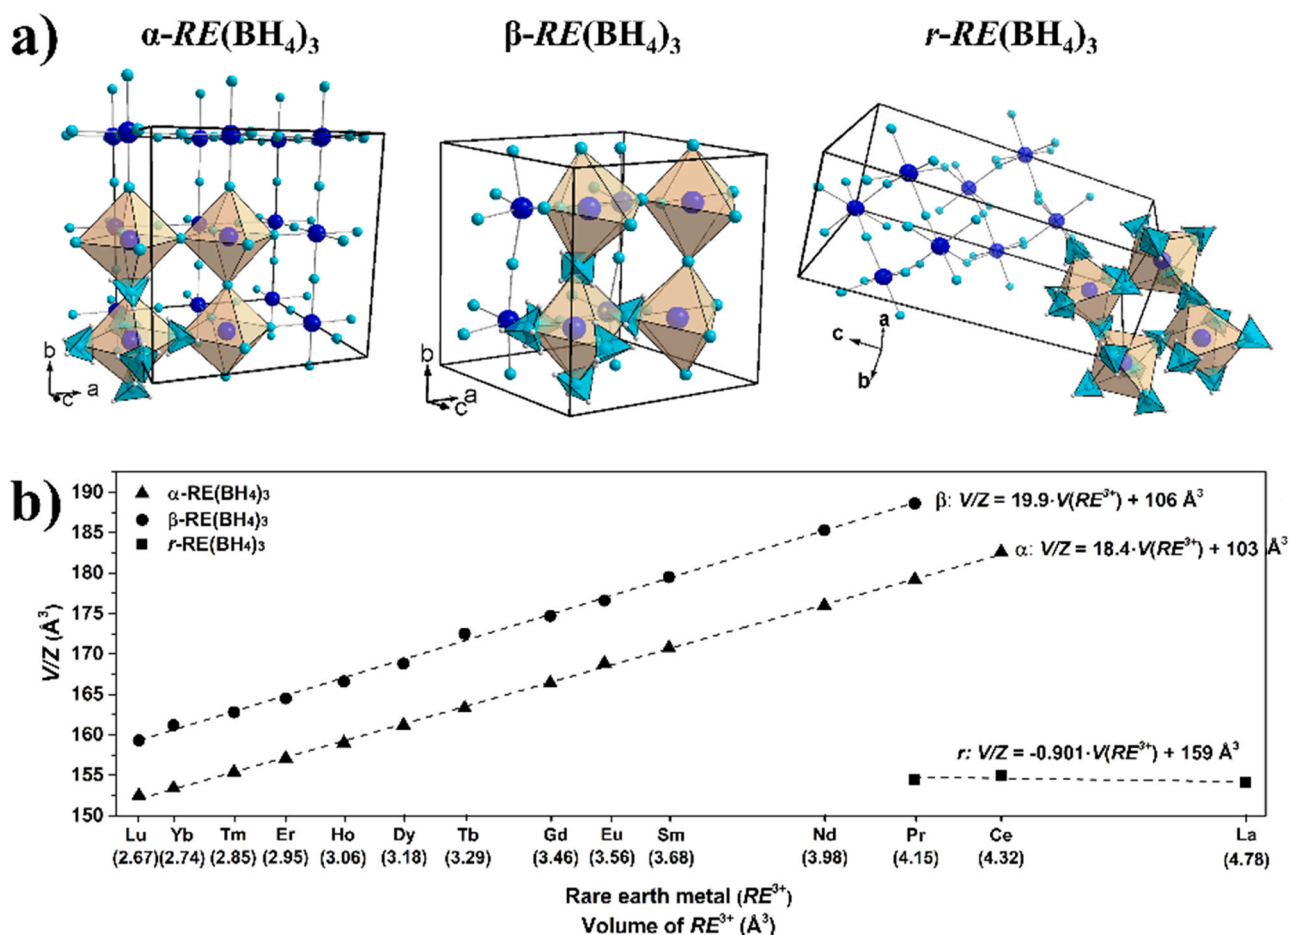 a)
α-RE(BH₄)₃
β-RE(BH₄)₃
r-RE(BH₄)₃
b
c
a
b
a
c
a
c
b
b)
α-RE(BH₄)₃
β-RE(BH₄)₃
r-RE(BH₄)₃
β: V/Z = 19.9·V(RE³⁺) + 106 Å³
α: V/Z = 18.4·V(RE³⁺) + 103 Å³
r: V/Z = -0.901·V(RE³⁺) + 159 Å³
V/Z (Å³)
190
185
180
175
170
165
160
155
150
Lu Yb Tm Er Ho Dy Tb Gd Eu Sm Nd Pr Ce La
(2.67) (2.74) (2.85) (2.95) (3.06) (3.18) (3.29) (3.46) (3.56) (3.68) (3.98) (4.15) (4.32) (4.78)
Rare earth metal (RE³⁺)
Volume of RE³⁺ (Å³)